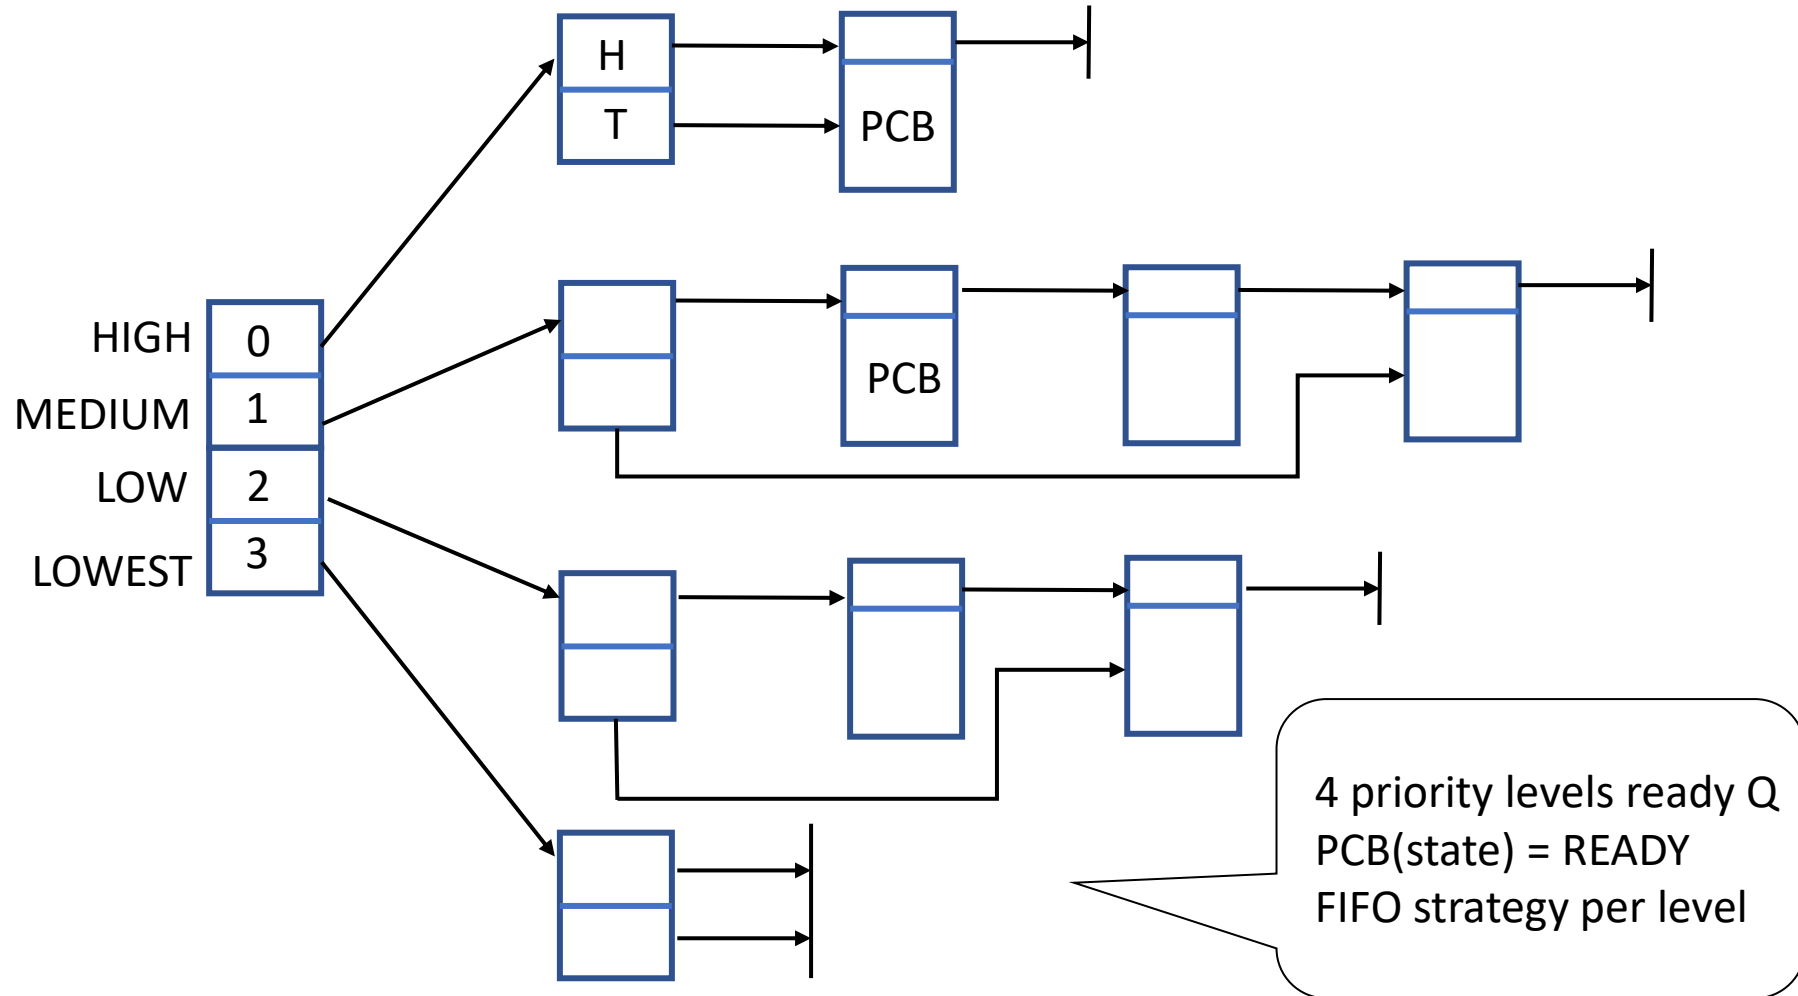 H
T
PCB
PCB
HIGH 0
MEDIUM 1
LOW 2
LOWEST 3
4 priority levels ready Q
PCB(state) = READY
FIFO strategy per level